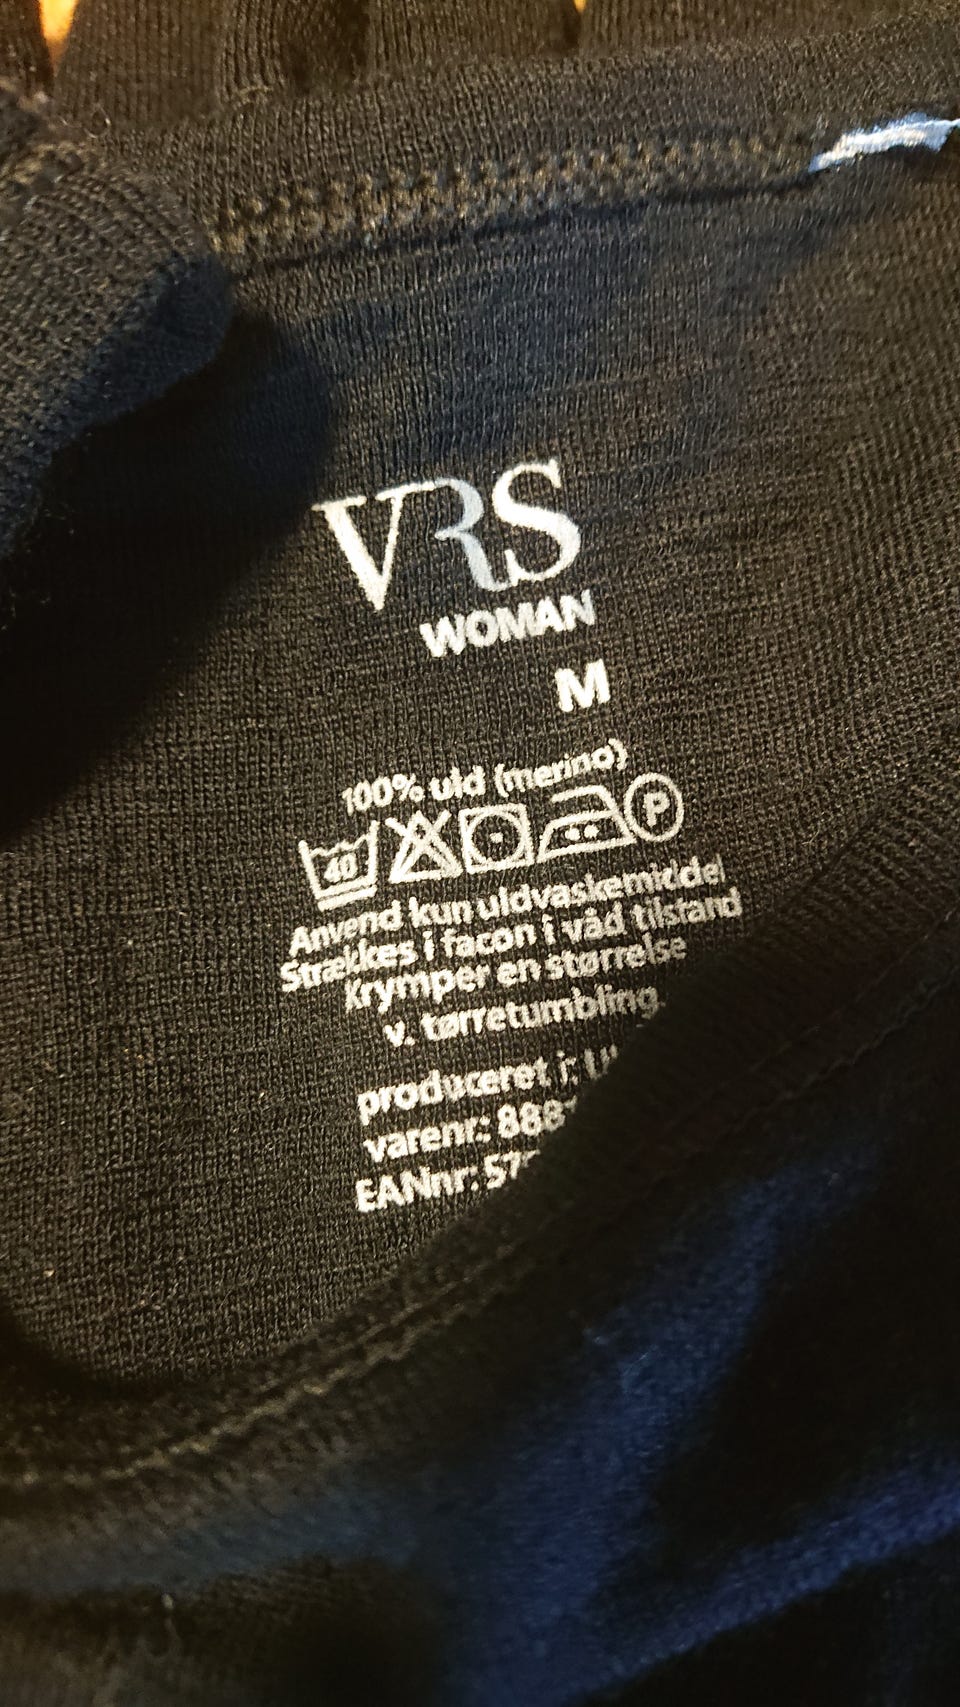 VRS
WOMAN
M
100% uld (merino)
40 P
Anvend kun uldvaskemiddel
Strækkes i facon i våd tilstand
Krymper en størrelse
v. tørretumbling.
produceret i:
varenr.:
EANnr: